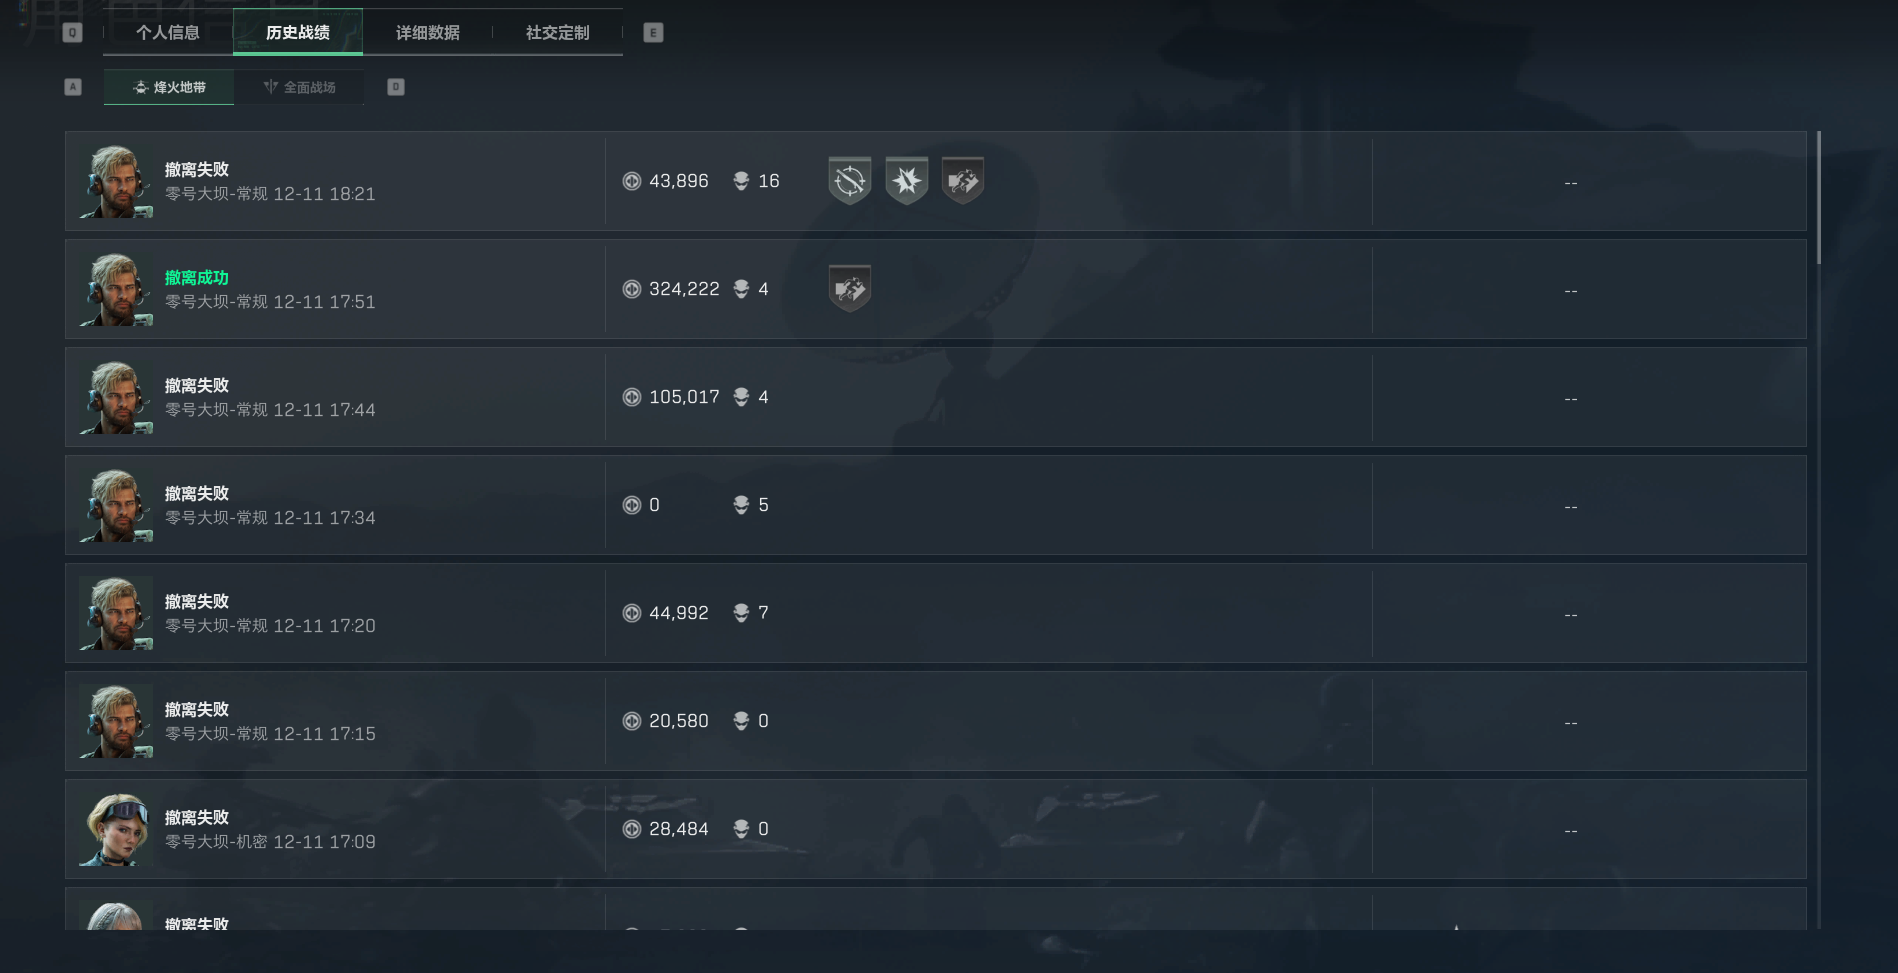 Q 个人信息 历史战绩 详细数据 社交定制 E
A 烽火地带 全面战场 D
撤离失败
零号大坝-常规 12-11 18:21
43,896 16
--
撤离成功
零号大坝-常规 12-11 17:51
324,222 4
--
撤离失败
零号大坝-常规 12-11 17:44
105,017 4
--
撤离失败
零号大坝-常规 12-11 17:34
0 5
--
撤离失败
零号大坝-常规 12-11 17:20
44,992 7
--
撤离失败
零号大坝-常规 12-11 17:15
20,580 0
--
撤离失败
零号大坝-机密 12-11 17:09
28,484 0
--
撤离失败